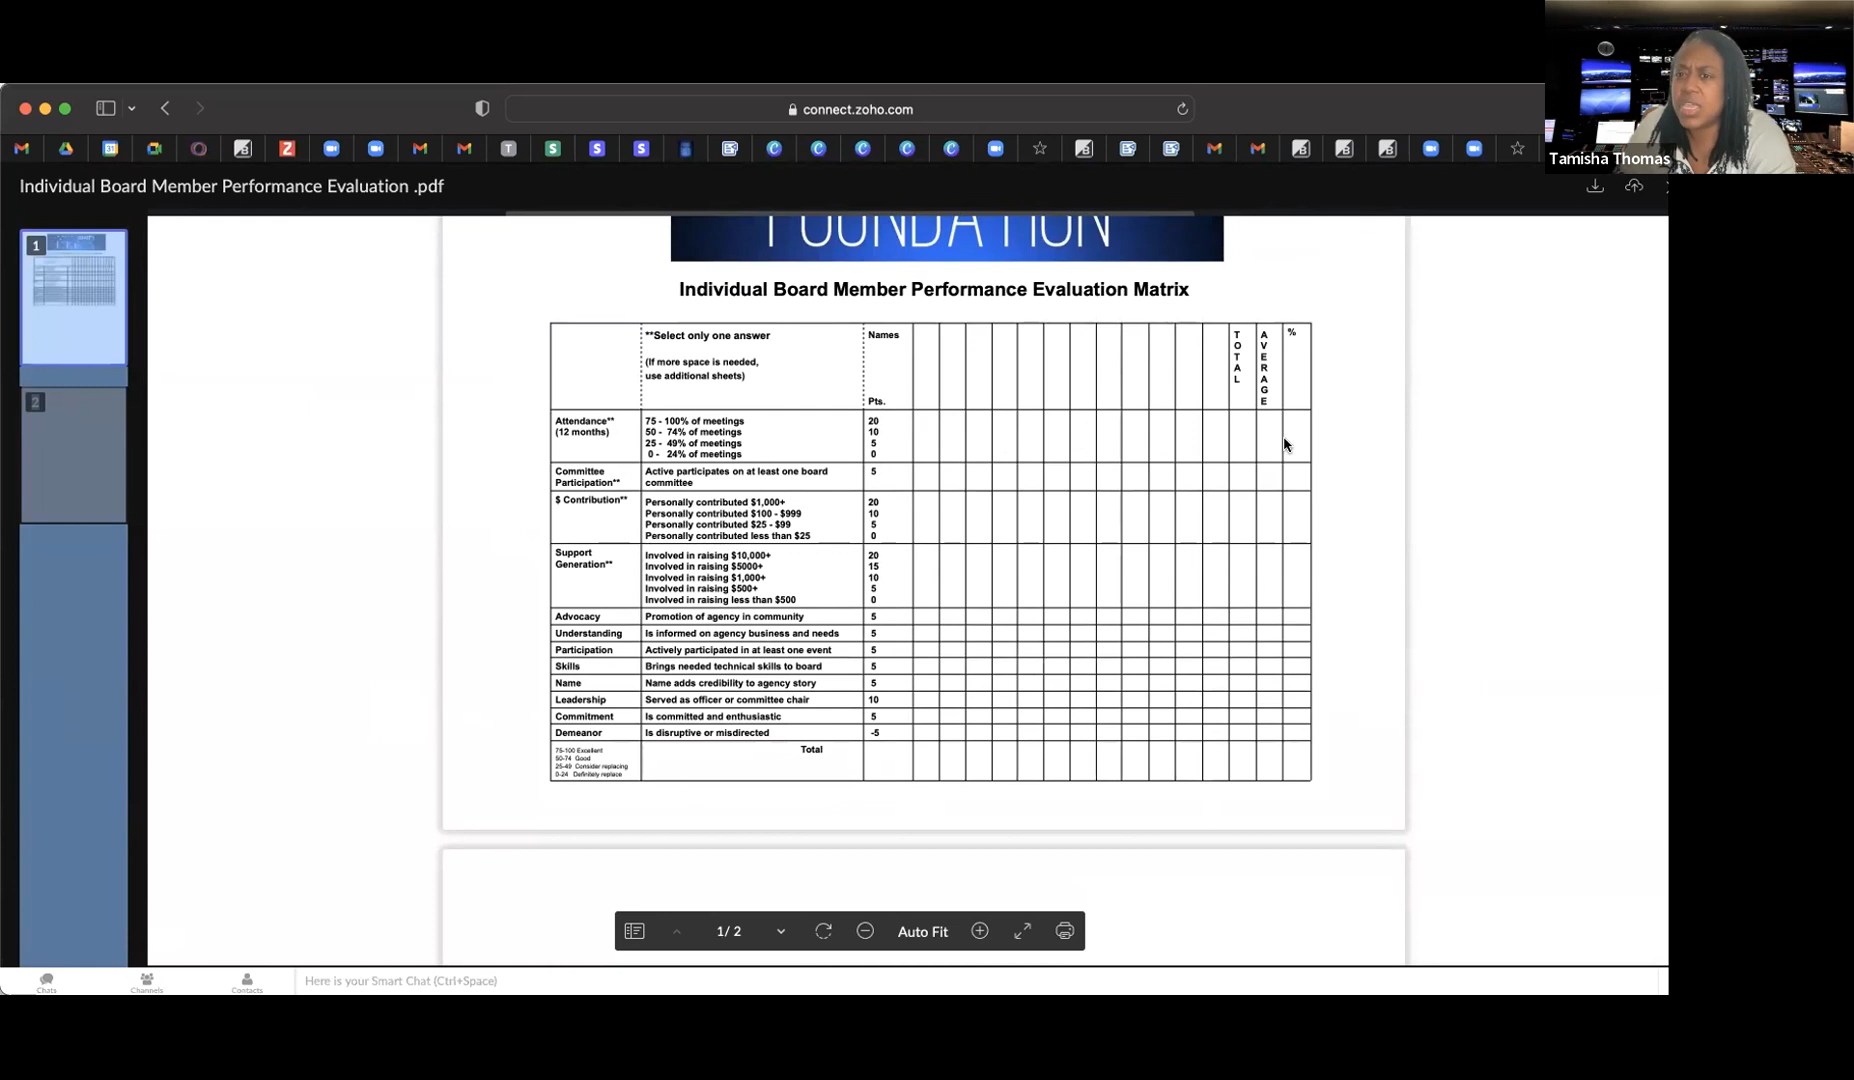 connect.zoho.com
Tamisha Thomas
Individual Board Member Performance Evaluation .pdf
1
2
FOUNDATION
Individual Board Member Performance Evaluation Matrix
**Select only one answer
(If more space is needed,
use additional sheets)
Names
Pts.
TOTAL
AVERAGE
%
Attendance**
(12 months)
75 - 100% of meetings
50 - 74% of meetings
25 - 49% of meetings
0 - 24% of meetings
20
10
5
0
Committee
Participation**
Active participates on at least one board
committee
5
$ Contribution**
Personally contributed $1,000+
Personally contributed $100 - $999
Personally contributed $25 - $99
Personally contributed less than $25
20
10
5
0
Support
Generation**
Involved in raising $10,000+
Involved in raising $5000+
Involved in raising $1,000+
Involved in raising $500+
Involved in raising less than $500
20
15
10
5
0
Advocacy Promotion of agency in community 5
Understanding Is informed on agency business and needs 5
Participation Actively participated in at least one event 5
Skills Brings needed technical skills to board 5
Name Name adds credibility to agency story 5
Leadership Served as officer or committee chair 10
Commitment Is committed and enthusiastic 5
Demeanor Is disruptive or misdirected -5
75-100 Excellent
50-74 Good
25-49 Consider replacing
0-24 Definitely replace
Total
1/ 2
Auto Fit
Chats
Channels
Contacts
Here is your Smart Chat (Ctrl+Space)